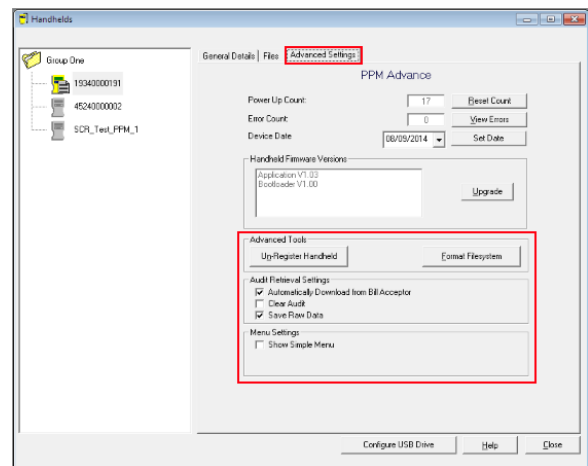 Handhelds
Group One
19340000191
45240000002
SCR_Test_PPM_1
General Details Files Advanced Settings
PPM Advance
Power Up Count: 17 Reset Count
Error Count: 0 View Errors
Device Date 08/09/2014 Set Date
Handheld Firmware Versions
Application V1.03
Bootloader V1.00
Upgrade
Advanced Tools
Un-Register Handheld Format Filesystem
Audit Retrieval Settings
Automatically Download from Bill Acceptor
Clear Audit
Save Raw Data
Menu Settings
Show Simple Menu
Configure USB Drive Help Close